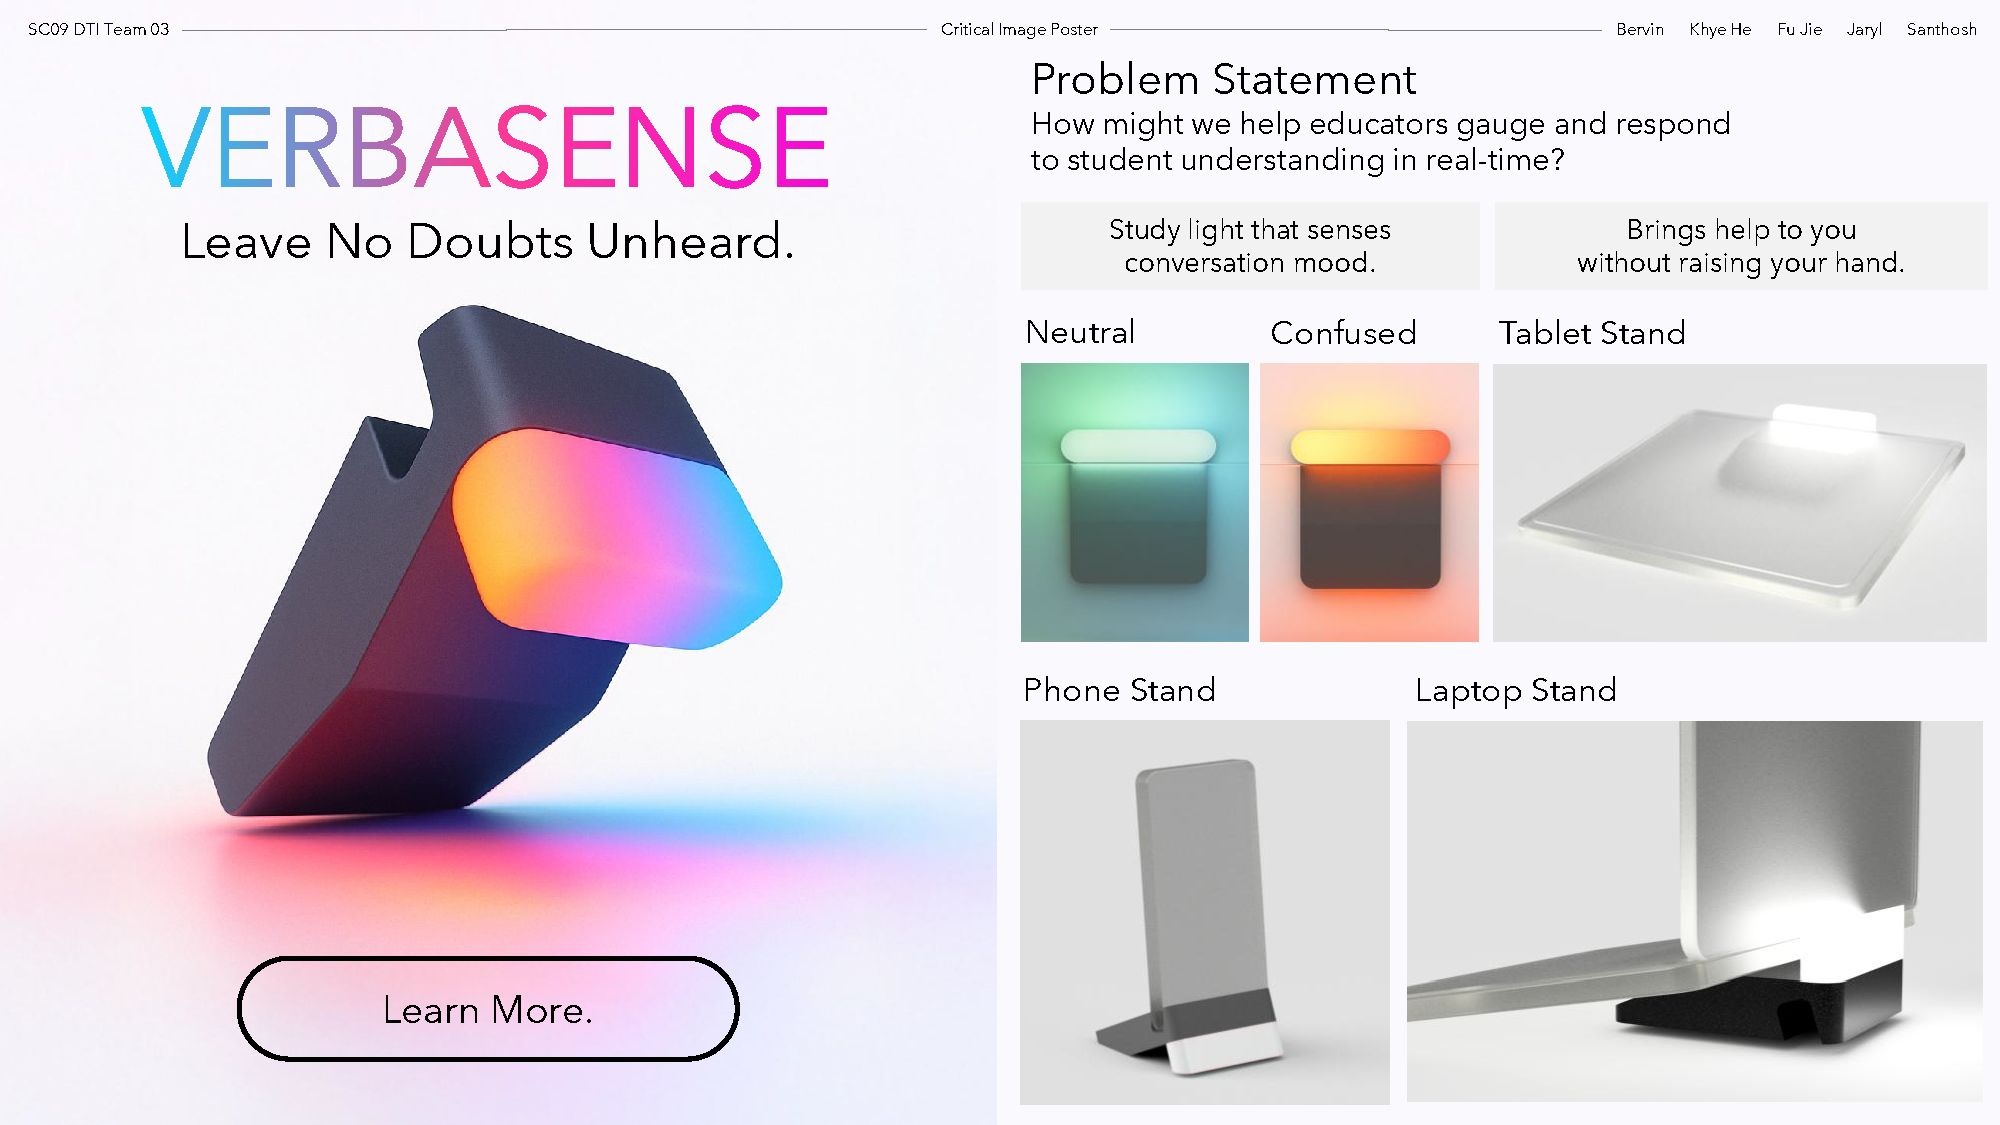 SC09 DTI Team 03
Critical Image Poster
Bervin Khye He Fu Jie Jaryl Santhosh
VERBASENSE
Leave No Doubts Unheard.
Learn More.
Problem Statement
How might we help educators gauge and respond
to student understanding in real-time?
Study light that senses
conversation mood.
Brings help to you
without raising your hand.
Neutral
Confused
Tablet Stand
Phone Stand
Laptop Stand